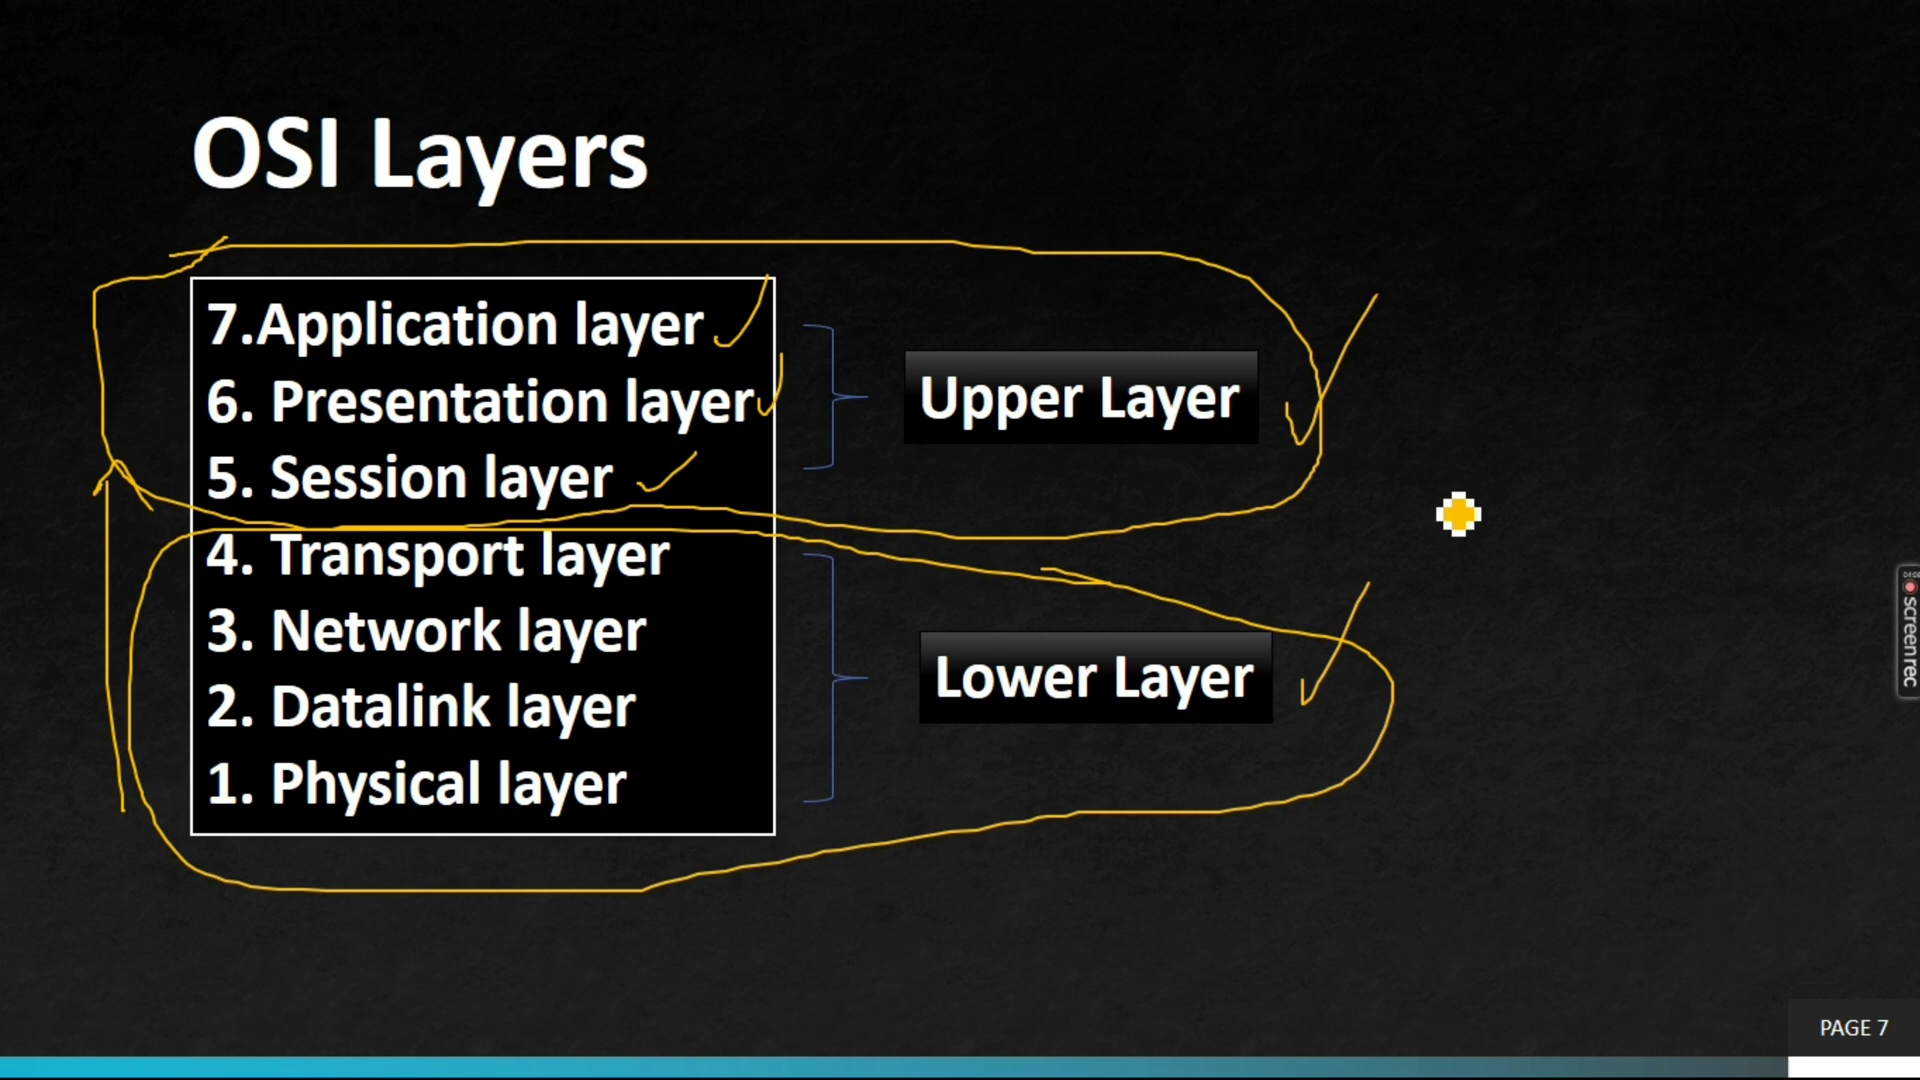 OSI Layers
7.Application layer
6. Presentation layer
5. Session layer
Upper Layer
4. Transport layer
3. Network layer
2. Datalink layer
1. Physical layer
Lower Layer
screenrec
PAGE 7